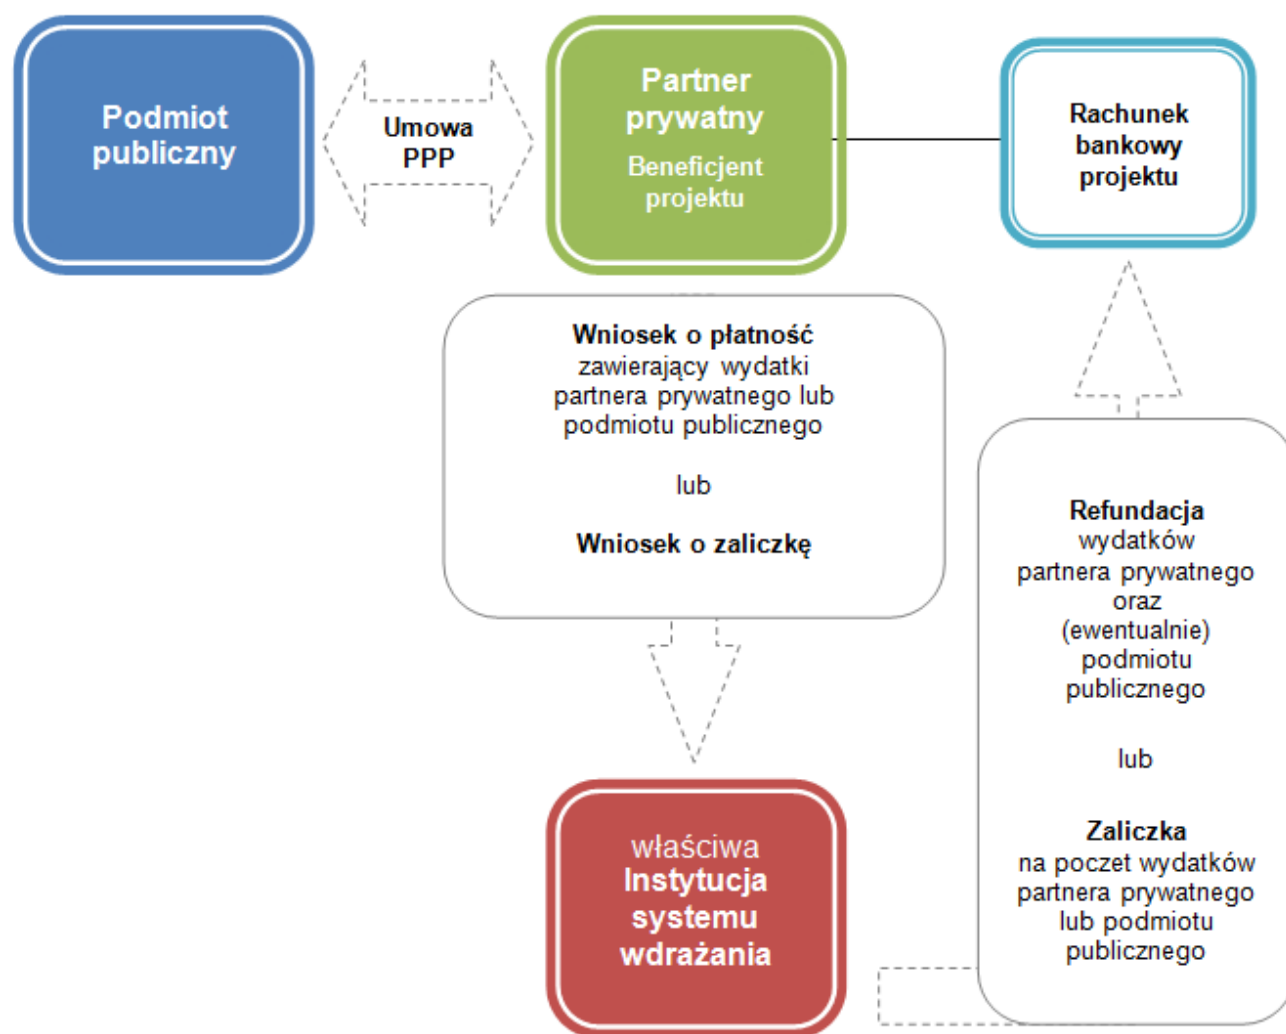 Podmiot
publiczny
Umowa
PPP
Partner
prywatny
Beneficjent
projektu
Rachunek
bankowy
projektu
Wniosek o płatność
zawierający wydatki
partnera prywatnego lub
podmiotu publicznego
lub
Wniosek o zaliczkę
Refundacja
wydatków
partnera prywatnego
oraz
(ewentualnie)
podmiotu
publicznego
lub
Zaliczka
na poczet wydatków
partnera prywatnego
lub podmiotu
publicznego
właściwa
Instytucja
systemu
wdrażania